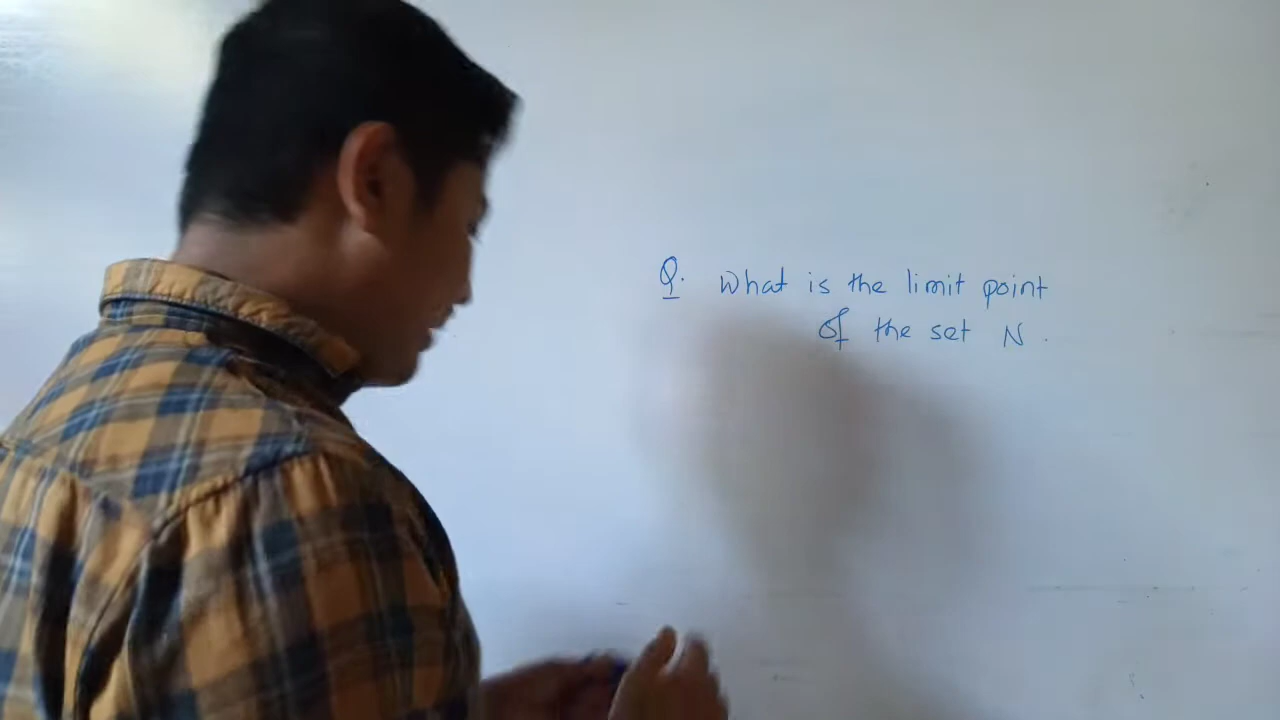 Q. What is the limit point
of the set N.